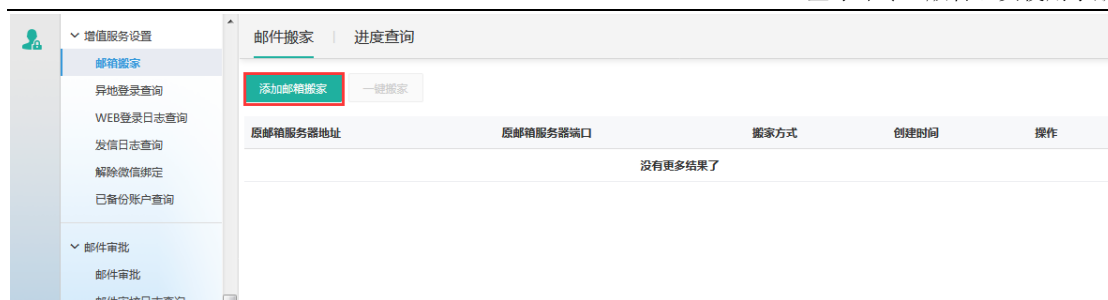 增值服务设置
邮箱搬家
异地登录查询
WEB登录日志查询
发信日志查询
解除微信绑定
已备份账户查询
邮件审批
邮件审批
邮件搬家 进度查询
添加邮箱搬家 一键搬家
原邮箱服务器地址 原邮箱服务器端口 搬家方式 创建时间 操作
没有更多结果了